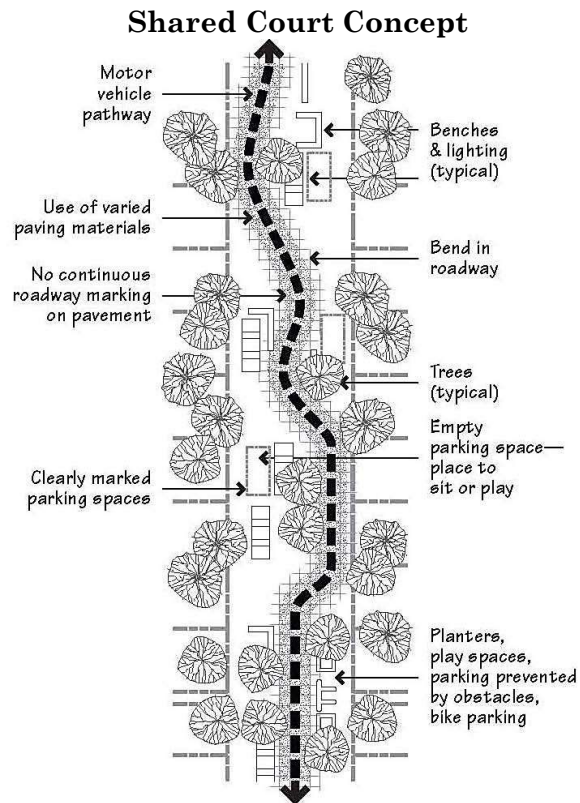 Shared Court Concept
Motor
vehicle
pathway
Benches
& lighting
(typical)
Use of varied
paving materials
Bend in
roadway
No continuous
roadway marking
on pavement
Trees
(typical)
Empty
parking space—
place to
sit or play
Clearly marked
parking spaces
Planters,
play spaces,
parking prevented
by obstacles,
bike parking